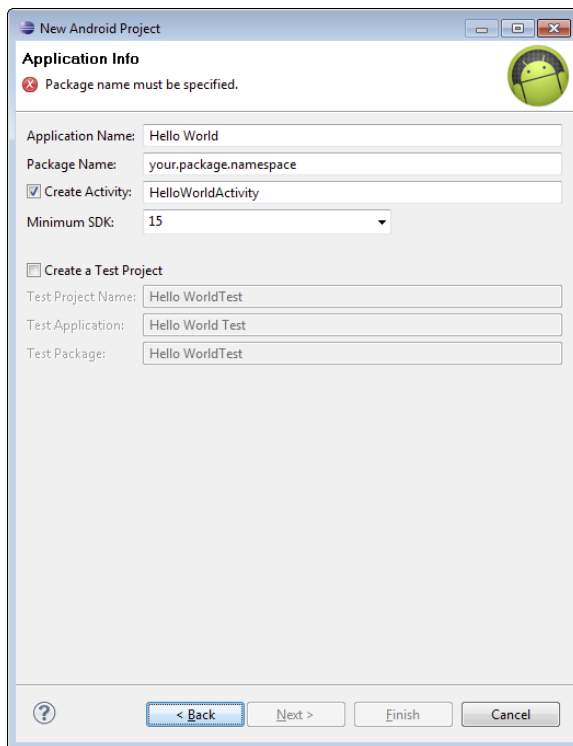 New Android Project
Application Info
Package name must be specified.
Application Name: Hello World
Package Name: your.package.namespace
Create Activity: HelloWorldActivity
Minimum SDK: 15
Create a Test Project
Test Project Name: Hello WorldTest
Test Application: Hello World Test
Test Package: Hello WorldTest
? < Back Next > Finish Cancel